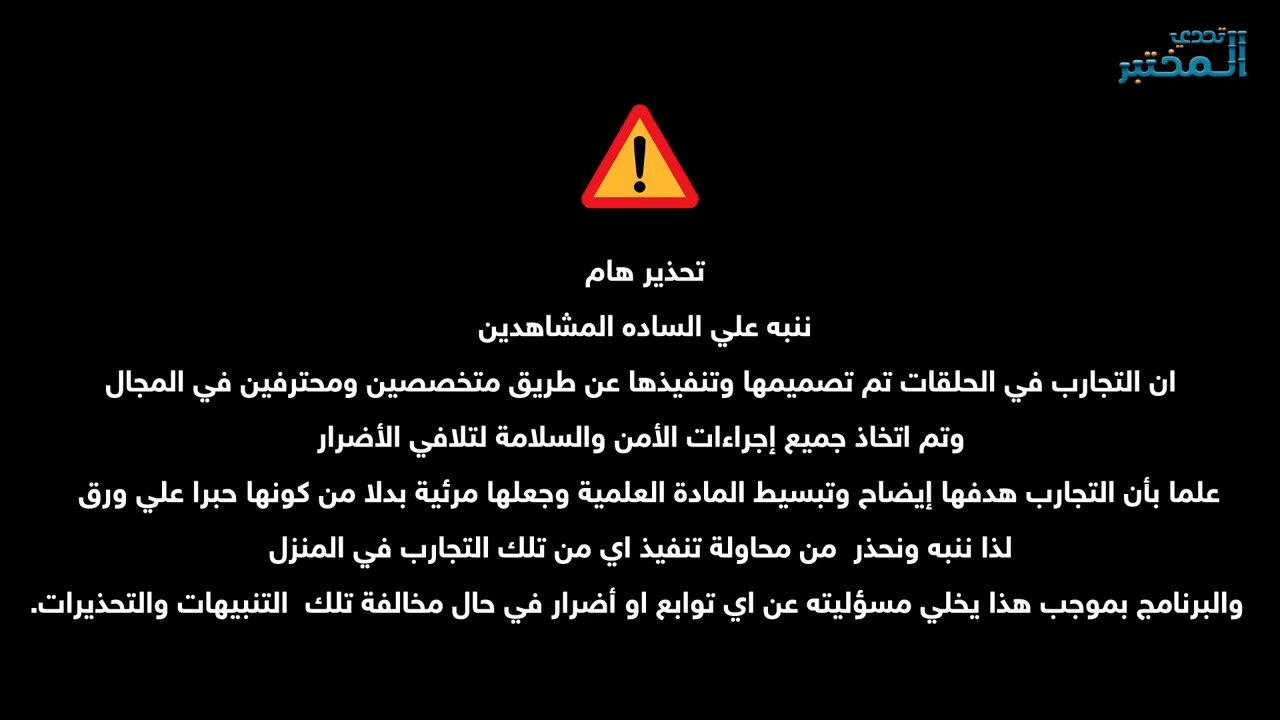 تحدي
المختبر
تحذير هام
ننبه علي الساده المشاهدين
ان التجارب في الحلقات تم تصميمها وتنفيذها عن طريق متخصصين ومحترفين في المجال
وتم اتخاذ جميع إجراءات الأمن والسلامة لتلافي الأضرار
علما بأن التجارب هدفها إيضاح وتبسيط المادة العلمية وجعلها مرئية بدلا من كونها حبرا علي ورق
لذا ننبه ونحذر من محاولة تنفيذ اي من تلك التجارب في المنزل
والبرنامج بموجب هذا يخلي مسؤليته عن اي توابع او أضرار في حال مخالفة تلك التنبيهات والتحذيرات.